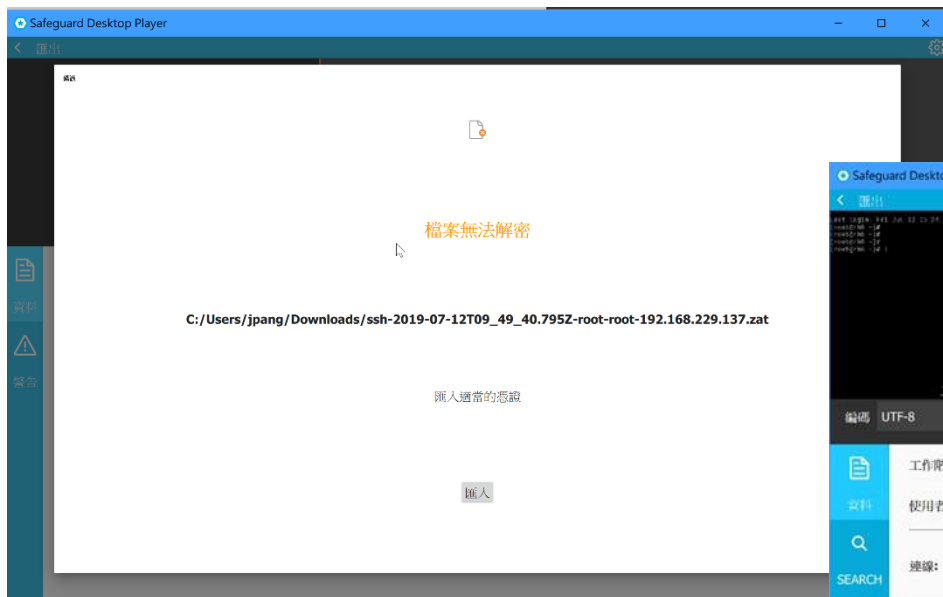 Safeguard Desktop Player
匯出
檔案無法解密
C:/Users/jpang/Downloads/ssh-2019-07-12T09_49_40.795Z-root-root-192.168.229.137.zat
匯入適當的憑證
匯入
資料
警告
Safeguard Deskto
匯出
編碼 UTF-8
資料
工作階
使用者
SEARCH
連線: